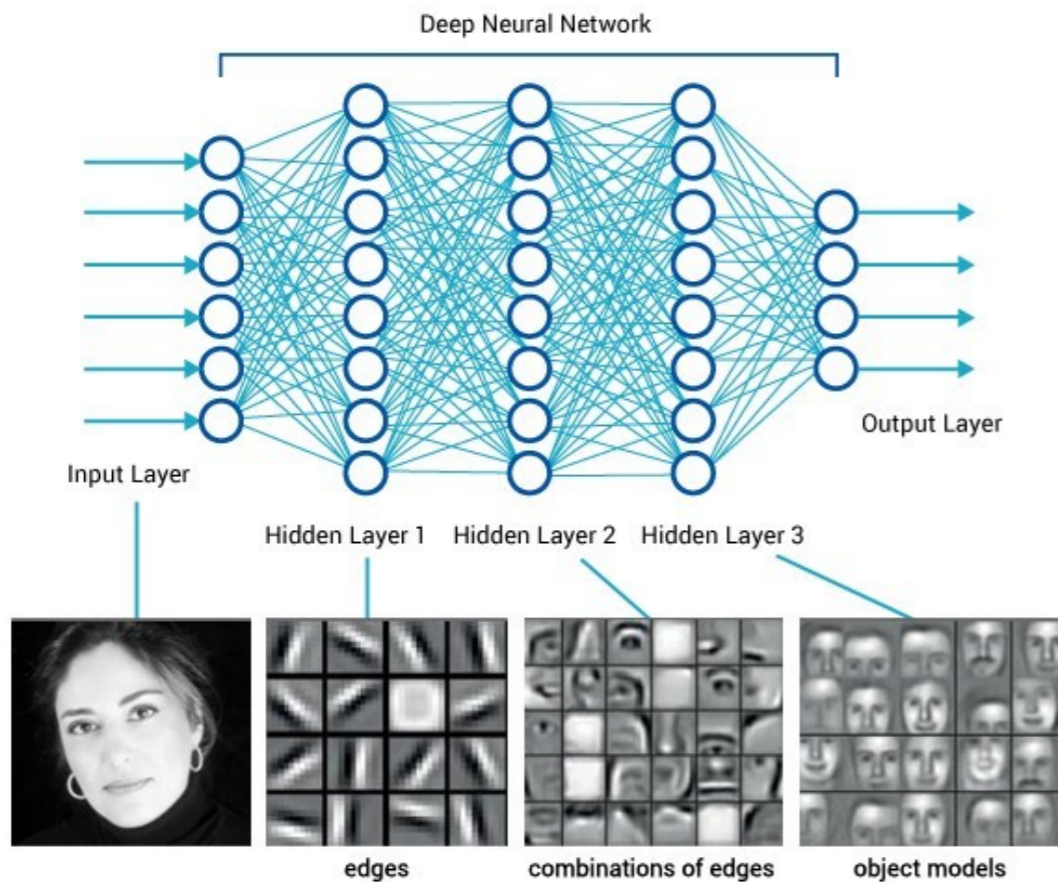 Deep Neural Network
Output Layer
Input Layer
Hidden Layer 1
Hidden Layer 2
Hidden Layer 3
edges
combinations of edges
object models